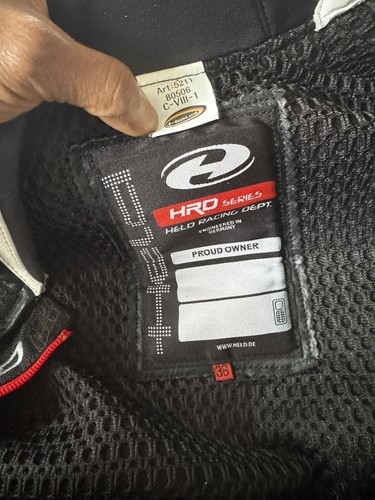 Art:5211
80506
C-VIII-1
Held
HRD SERIES
HELD RACING DEPT.
ENGINEERED IN
GERMANY
PROUD OWNER
WWW.HELD.DE
36